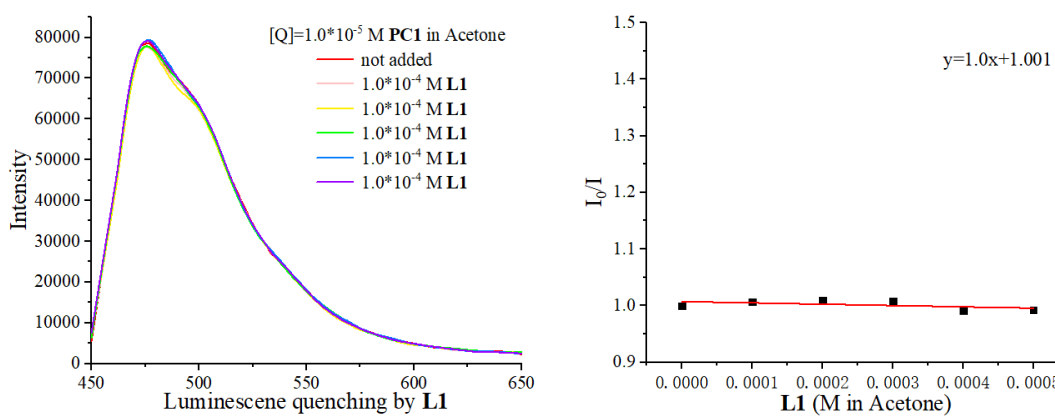 [Q]=1.0*10-5 M PC1 in Acetone
not added
1.0*10-4 M L1
1.0*10-4 M L1
1.0*10-4 M L1
1.0*10-4 M L1
1.0*10-4 M L1
Intensity
80000
70000
60000
50000
40000
30000
20000
10000
0
450
500
550
600
650
Luminescene quenching by L1
y=1.0x+1.001
I0/I
1.5
1.4
1.3
1.2
1.1
1.0
0.9
0.0000
0.0001
0.0002
0.0003
0.0004
0.0005
L1 (M in Acetone)